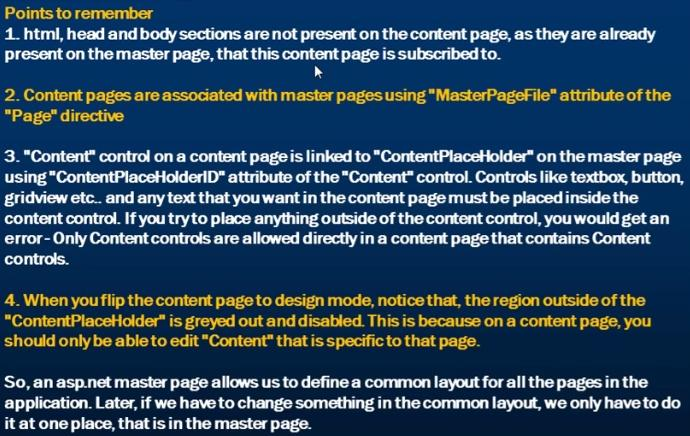 Points to remember
1. html, head and body sections are not present on the content page, as they are already
present on the master page, that this content page is subscribed to.
2. Content pages are associated with master pages using "MasterPageFile" attribute of the
"Page" directive
3. "Content" control on a content page is linked to "ContentPlaceHolder" on the master page
using "ContentPlaceHolderID" attribute of the "Content" control. Controls like textbox, button,
gridview etc.. and any text that you want in the content page must be placed inside the
content control. If you try to place anything outside of the content control, you would get an
error - Only Content controls are allowed directly in a content page that contains Content
controls.
4. When you flip the content page to design mode, notice that, the region outside of the
"ContentPlaceHolder" is greyed out and disabled. This is because on a content page, you
should only be able to edit "Content" that is specific to that page.
So, an asp.net master page allows us to define a common layout for all the pages in the
application. Later, if we have to change something in the common layout, we only have to do
it at one place, that is in the master page.